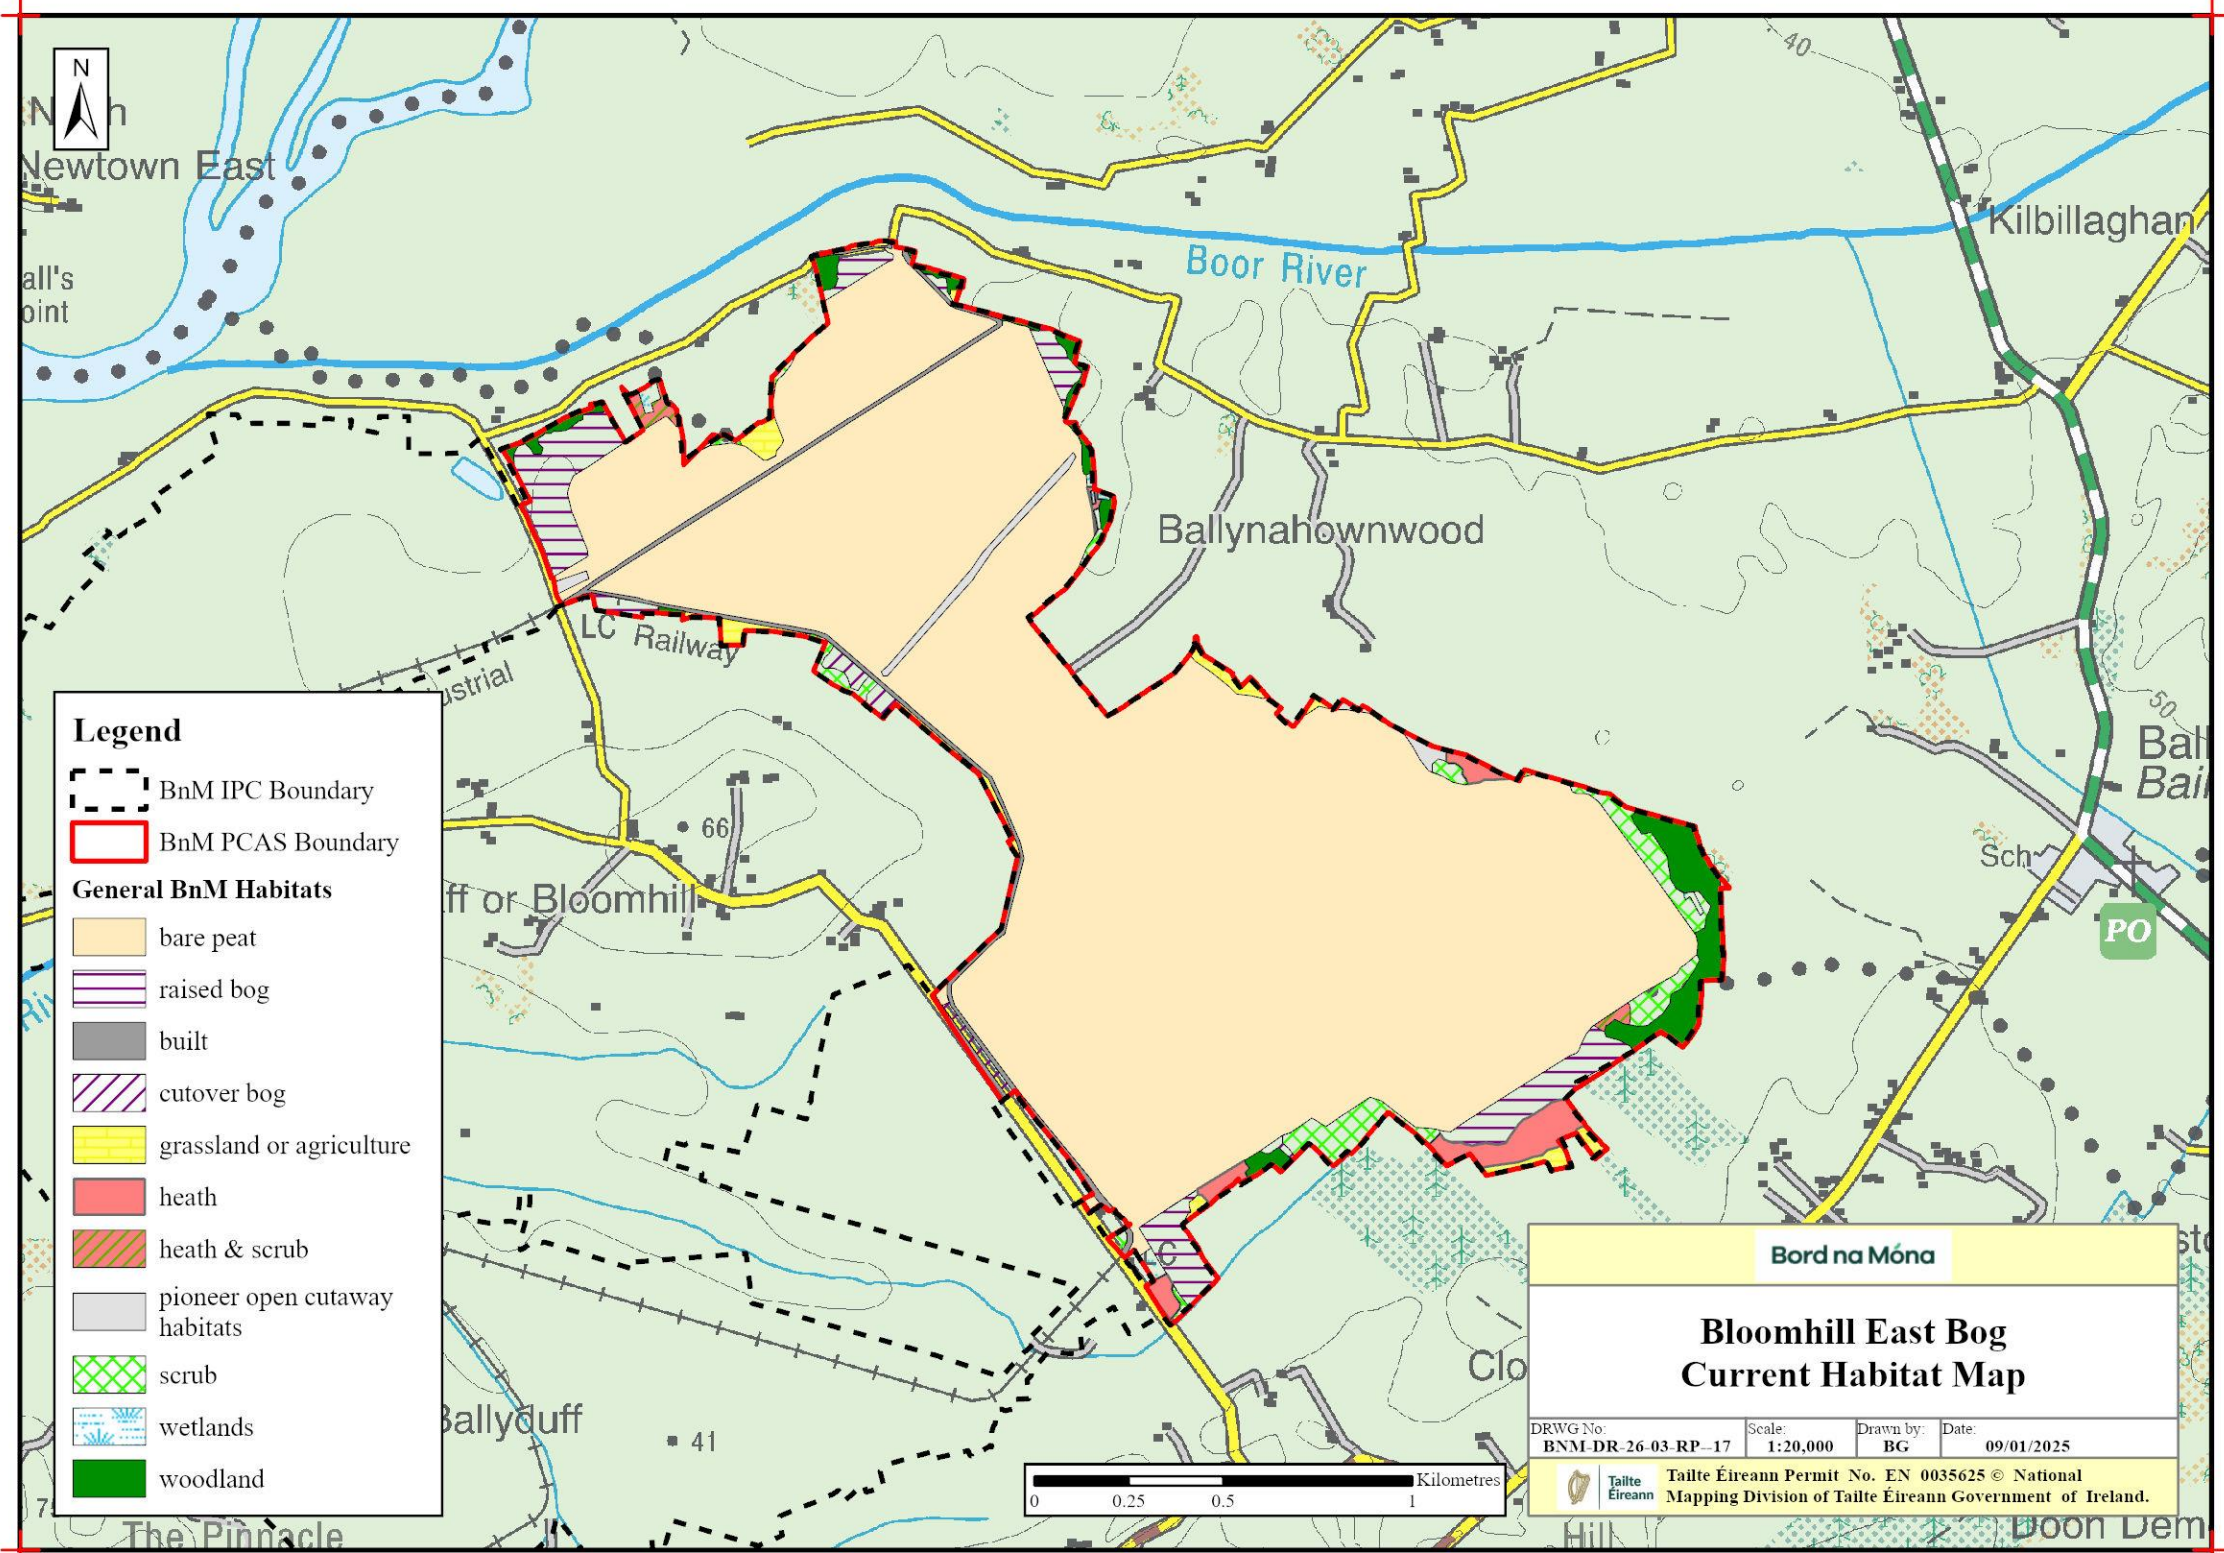 N
40
Newtown East
Kilbillaghan
Boor River
all's
oint
Ballynahownwood
LC Railway
ustrial
50
Ball
Bail
66
Sch
ff or Bloomhill
PO
Riv
LC
Clo
Ballyduff
41
The Pinnacle
Hill
Doon Dem
Legend
BnM IPC Boundary
BnM PCAS Boundary
General BnM Habitats
bare peat
raised bog
built
cutover bog
grassland or agriculture
heath
heath & scrub
pioneer open cutaway
habitats
scrub
wetlands
woodland
Kilometres
0 0.25 0.5 1
Bord na Móna
Bloomhill East Bog
Current Habitat Map
DRWG No: Scale: Drawn by: Date:
BNM-DR-26-03-RP--17 1:20,000 BG 09/01/2025
Tailte
Éireann
Tailte Éireann Permit No. EN 0035625 © National
Mapping Division of Tailte Éireann Government of Ireland.